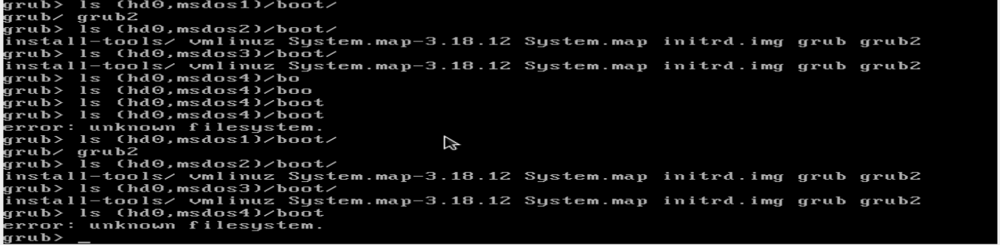 grub> ls (hd0,msdos1)/boot/
grub/ grub2
grub> ls (hd0,msdos2)/boot/
install-tools/ vmlinuz System.map-3.18.12 System.map initrd.img grub grub2
grub> ls (hd0,msdos3)/boot/
install-tools/ vmlinuz System.map-3.18.12 System.map initrd.img grub grub2
grub> ls (hd0,msdos4)/bo
grub> ls (hd0,msdos4)/boo
grub> ls (hd0,msdos4)/boot
grub> ls (hd0,msdos4)/boot
error: unknown filesystem.
grub> ls (hd0,msdos1)/boot/
grub/ grub2
grub> ls (hd0,msdos2)/boot/
install-tools/ vmlinuz System.map-3.18.12 System.map initrd.img grub grub2
grub> ls (hd0,msdos3)/boot/
install-tools/ vmlinuz System.map-3.18.12 System.map initrd.img grub grub2
grub> ls (hd0,msdos4)/boot
error: unknown filesystem.
grub> _